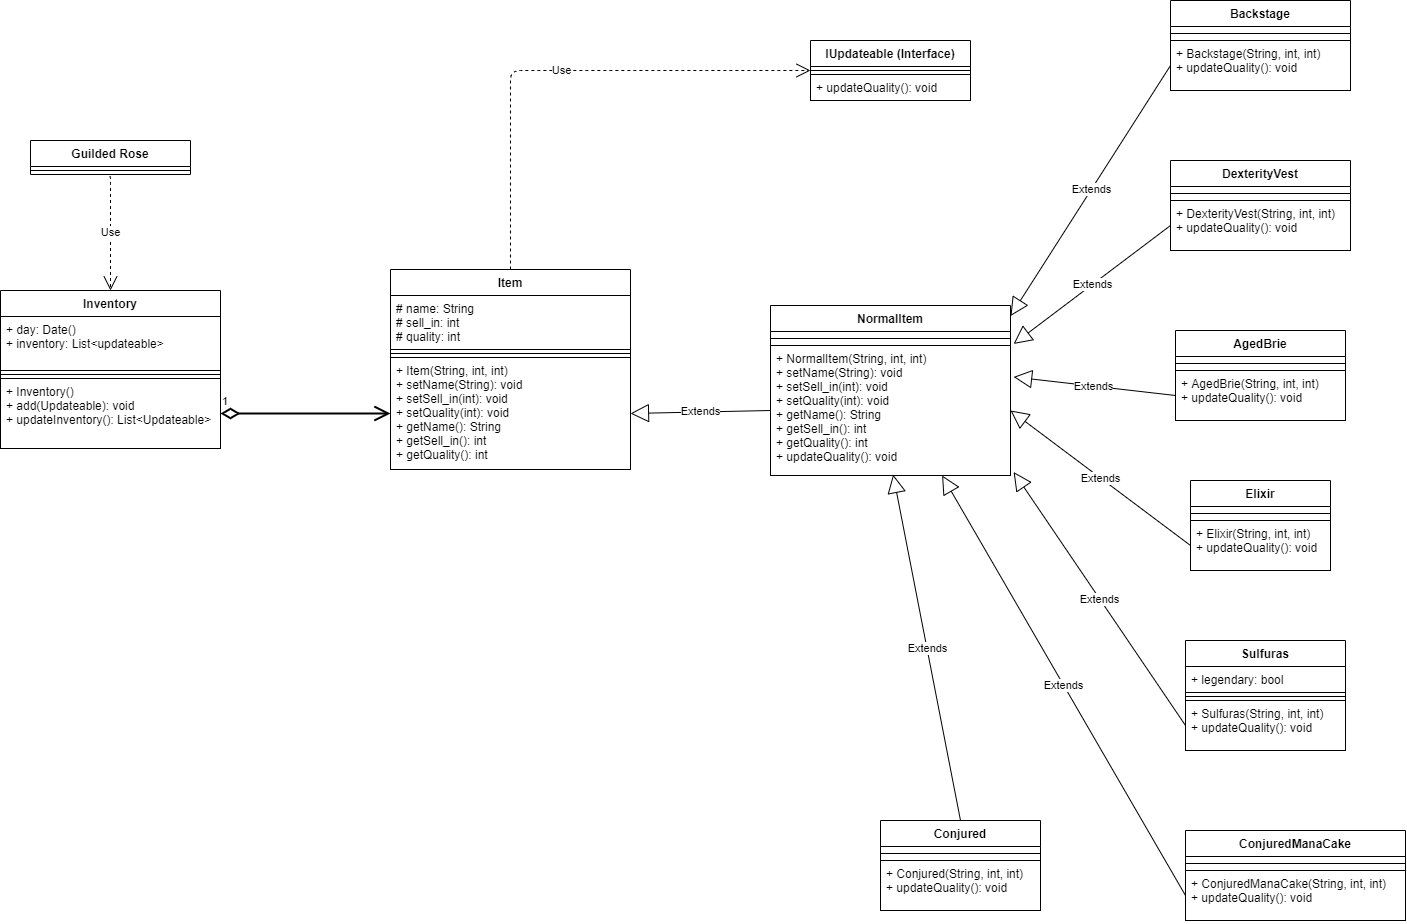 Backstage
+ Backstage(String, int, int)
+ updateQuality(): void
IUpdateable (Interface)
+ updateQuality(): void
Use
Guilded Rose
Use
Extends
DexterityVest
+ DexterityVest(String, int, int)
+ updateQuality(): void
Extends
Inventory
+ day: Date()
+ inventory: List<updateable>
+ Inventory()
+ add(Updateable): void
+ updateInventory(): List<Updateable>
1
Item
# name: String
# sell_in: int
# quality: int
+ Item(String, int, int)
+ setName(String): void
+ setSell_in(int): void
+ setQuality(int): void
+ getName(): String
+ getSell_in(): int
+ getQuality(): int
Extends
NormalItem
+ NormalItem(String, int, int)
+ setName(String): void
+ setSell_in(int): void
+ setQuality(int): void
+ getName(): String
+ getSell_in(): int
+ getQuality(): int
+ updateQuality(): void
Extends
AgedBrie
+ AgedBrie(String, int, int)
+ updateQuality(): void
Extends
Elixir
+ Elixir(String, int, int)
+ updateQuality(): void
Extends
Sulfuras
+ legendary: bool
+ Sulfuras(String, int, int)
+ updateQuality(): void
Extends
Extends
Conjured
+ Conjured(String, int, int)
+ updateQuality(): void
ConjuredManaCake
+ ConjuredManaCake(String, int, int)
+ updateQuality(): void